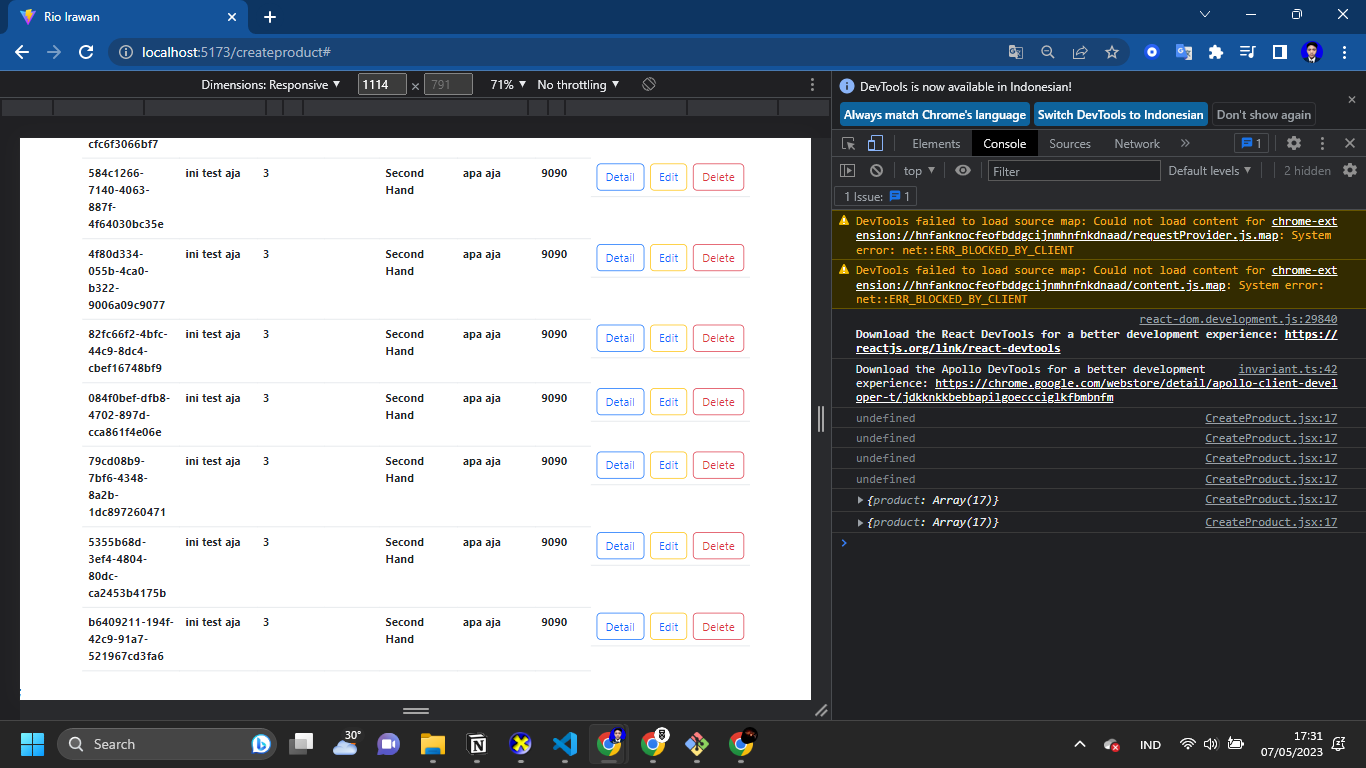 Rio Irawan
localhost:5173/createproduct#
Dimensions: Responsive 1114 × 791 71% No throttling
DevTools is now available in Indonesian!
Always match Chrome's language Switch DevTools to Indonesian Don't show again
Elements Console Sources Network 1
top Filter Default levels 2 hidden
1 Issue: 1
cfc6f3066bf7
584c1266-
7140-4063-
887f-
4f64030bc35e
ini test aja 3 Second
Hand
apa aja 9090 Detail Edit Delete
4f80d334-
055b-4ca0-
b322-
9006a09c9077
ini test aja 3 Second
Hand
apa aja 9090 Detail Edit Delete
82fc66f2-4bfc-
44c9-8dc4-
cbef16748bf9
ini test aja 3 Second
Hand
apa aja 9090 Detail Edit Delete
084f0bef-dfb8-
4702-897d-
cca861f4e06e
ini test aja 3 Second
Hand
apa aja 9090 Detail Edit Delete
79cd08b9-
7bf6-4348-
8a2b-
1dc897260471
ini test aja 3 Second
Hand
apa aja 9090 Detail Edit Delete
5355b68d-
3ef4-4804-
80dc-
ca2453b4175b
ini test aja 3 Second
Hand
apa aja 9090 Detail Edit Delete
b6409211-194f-
42c9-91a7-
521967cd3fa6
ini test aja 3 Second
Hand
apa aja 9090 Detail Edit Delete
DevTools failed to load source map: Could not load content for chrome-ext
ension://hnfanknocfeofbddgcijnmhnfnkdnaad/requestProvider.js.map: System
error: net::ERR_BLOCKED_BY_CLIENT
DevTools failed to load source map: Could not load content for chrome-ext
ension://hnfanknocfeofbddgcijnmhnfnkdnaad/content.js.map: System error:
net::ERR_BLOCKED_BY_CLIENT
react-dom.development.js:29840
Download the React DevTools for a better development experience: https://
reactjs.org/link/react-devtools
Download the Apollo DevTools for a better development invariant.ts:42
experience: https://chrome.google.com/webstore/detail/apollo-client-devel
oper-t/jdkknkkbebbapilgoeccciglkfbmbnfm
undefined CreateProduct.jsx:17
undefined CreateProduct.jsx:17
undefined CreateProduct.jsx:17
undefined CreateProduct.jsx:17
{product: Array(17)} CreateProduct.jsx:17
{product: Array(17)} CreateProduct.jsx:17
Search 30° IND 17:31
07/05/2023